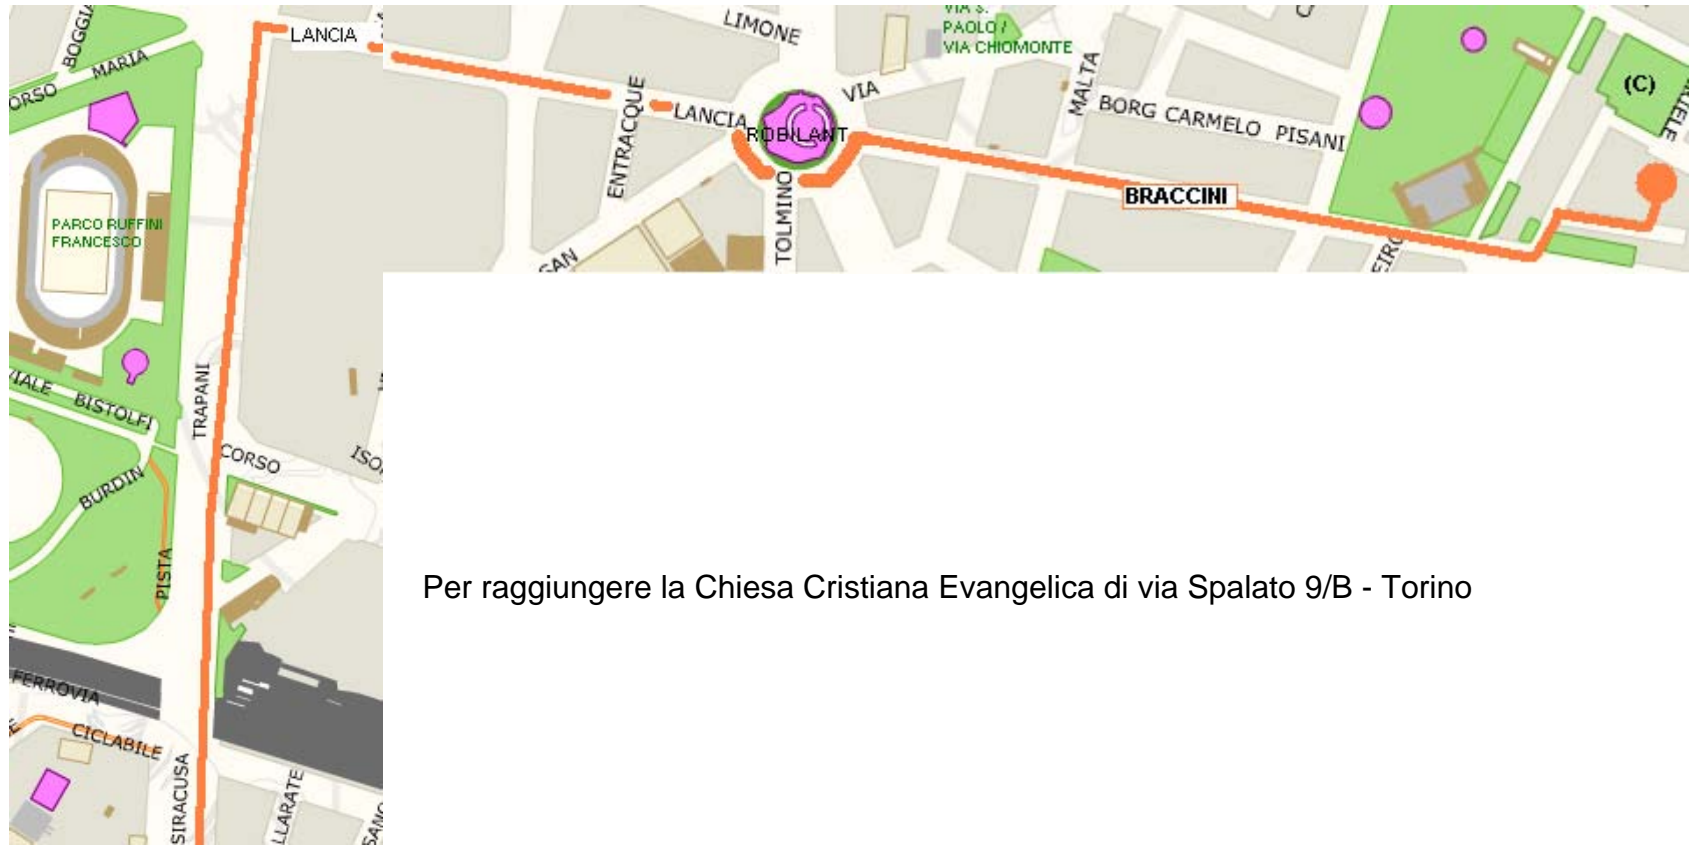 LANCIA
LIMONE
VIA S.
PAOLO /
VIA CHIOMONTE
MARIA
ENTRACQUE
LANCIA
VIA
MALTA
BORG CARMELO PISANI
(C)
ROBILANT
BRACCINI
TOLMINO
SAN
PARCO RUFFINI
FRANCESCO
TRAPANI
VIALE BISTOLFI
CORSO
BURDIN
PISTA
Per raggiungere la Chiesa Cristiana Evangelica di via Spalato 9/B - Torino
FERROVIA
CICLABILE
SIRACUSA